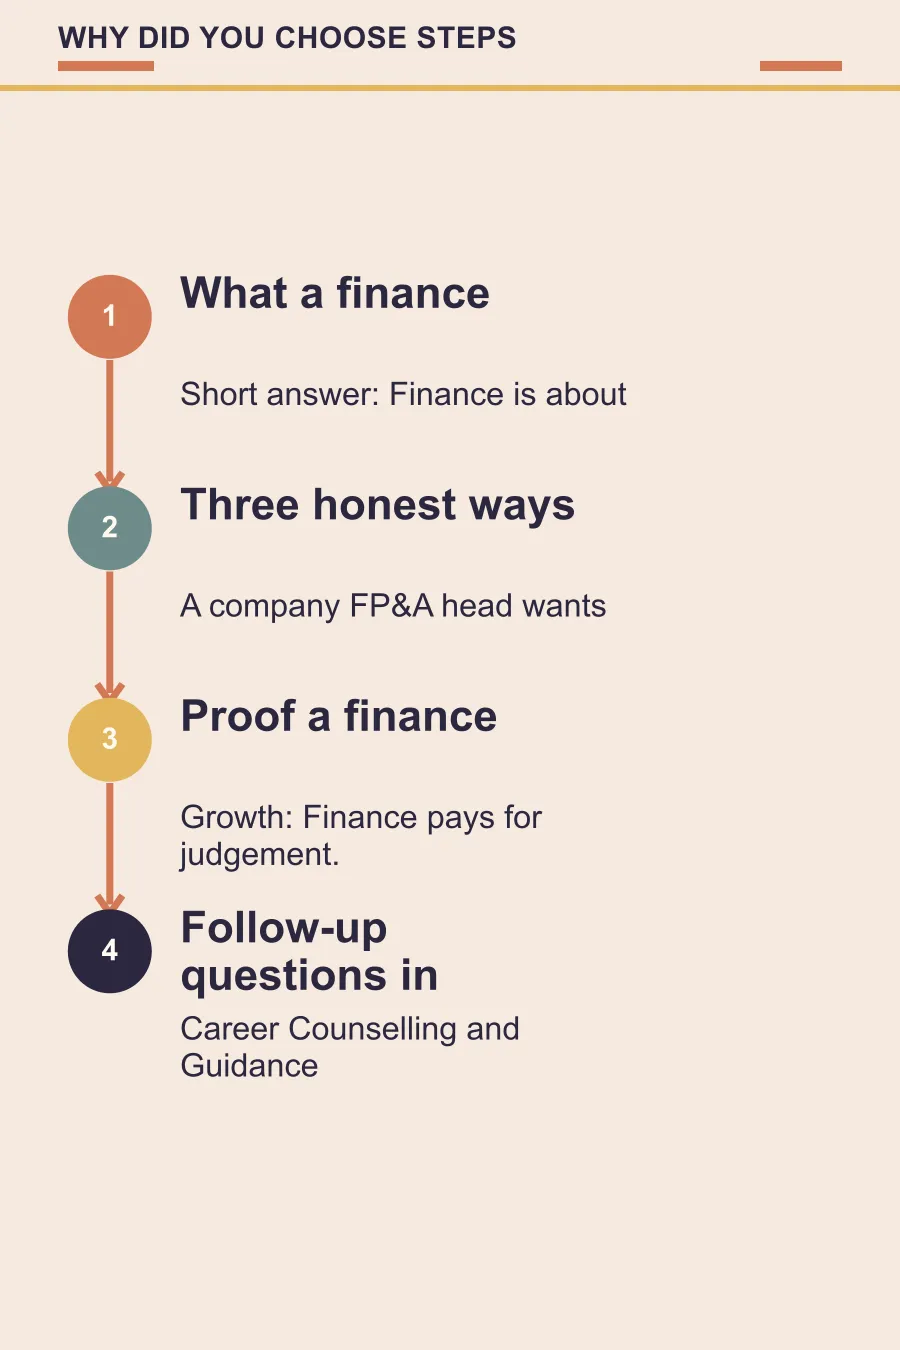 WHY DID YOU CHOOSE STEPS
1
What a finance
Short answer: Finance is about
2
Three honest ways
A company FP&A head wants
3
Proof a finance
Growth: Finance pays for
judgement.
4
Follow-up
questions in
Career Counselling and
Guidance